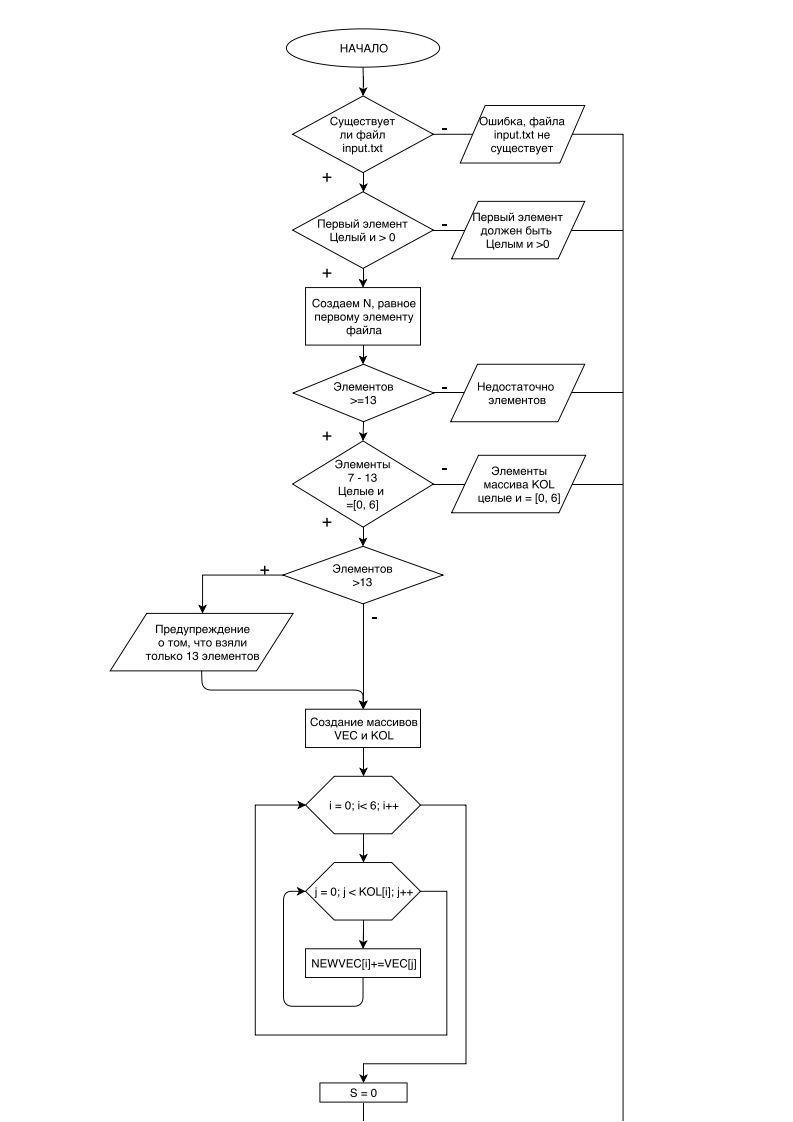 НАЧАЛО
Существует
ли файл
input.txt
-
Ошибка, файла
input.txt не
существует
+
Первый элемент
Целый и > 0
-
Первый элемент
должен быть
Целым и >0
+
Создаем N, равное
первому элементу
файла
Элементов
>=13
-
Недостаточно
элементов
+
Элементы
7 - 13
Целые и
=[0, 6]
-
Элементы
массива KOL
целые и = [0, 6]
+
Элементов
>13
+
-
Предупреждение
о том, что взяли
только 13 элементов
Создание массивов
VEC и KOL
i = 0; i< 6; i++
j = 0; j < KOL[i]; j++
NEWVEC[i]+=VEC[j]
S = 0